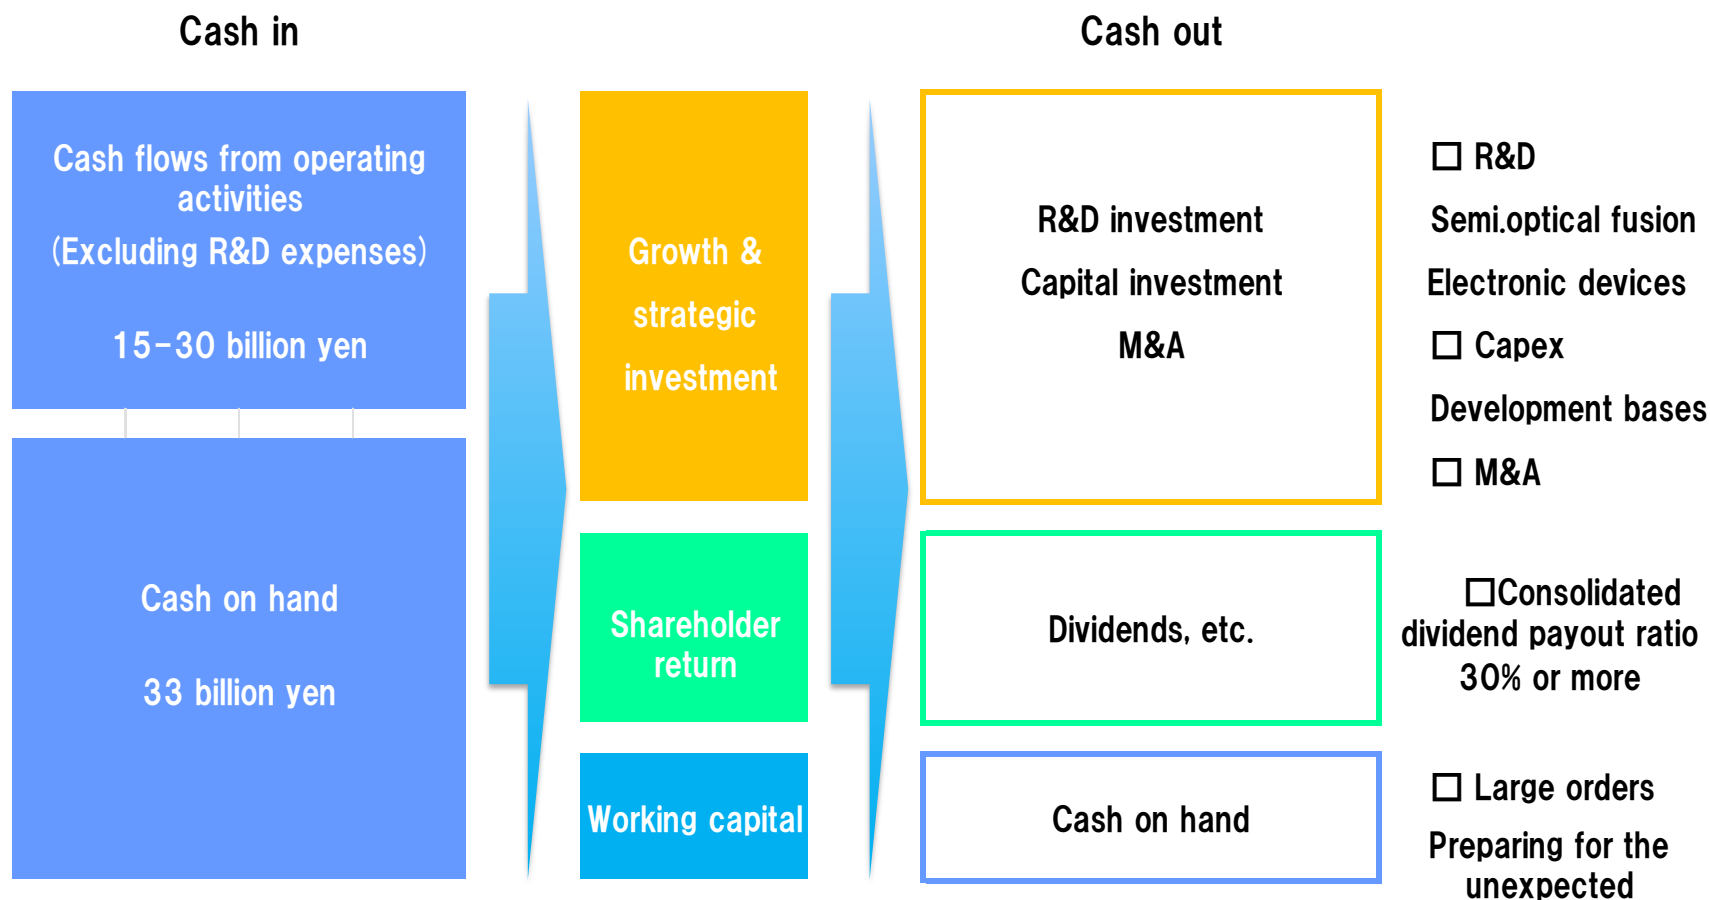 Cash in
Cash out
Cash flows from operating
activities
(Excluding R&D expenses)
15-30 billion yen
Cash on hand
33 billion yen
Growth &
strategic
investment
Shareholder
return
Working capital
R&D investment
Capital investment
M&A
Dividends, etc.
Cash on hand
□ R&D
Semi.optical fusion
Electronic devices
□ Capex
Development bases
□ M&A
□Consolidated
dividend payout ratio
30% or more
□ Large orders
Preparing for the
unexpected